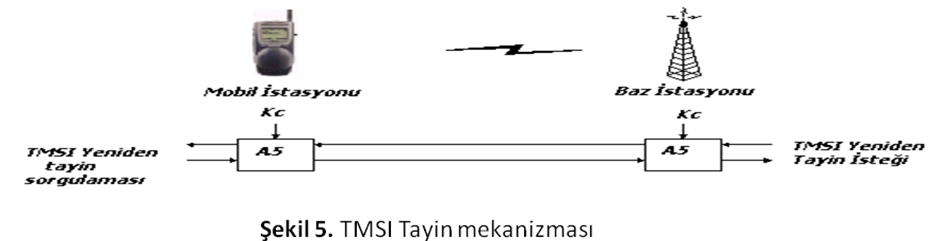 Mobil İstasyonu
Baz İstasyonu
Kc
Kc
TMSI Yeniden
tayin
sorgulaması
A5
A5
TMSI Yeniden
Tayin İsteği
Şekil 5. TMSI Tayin mekanizması